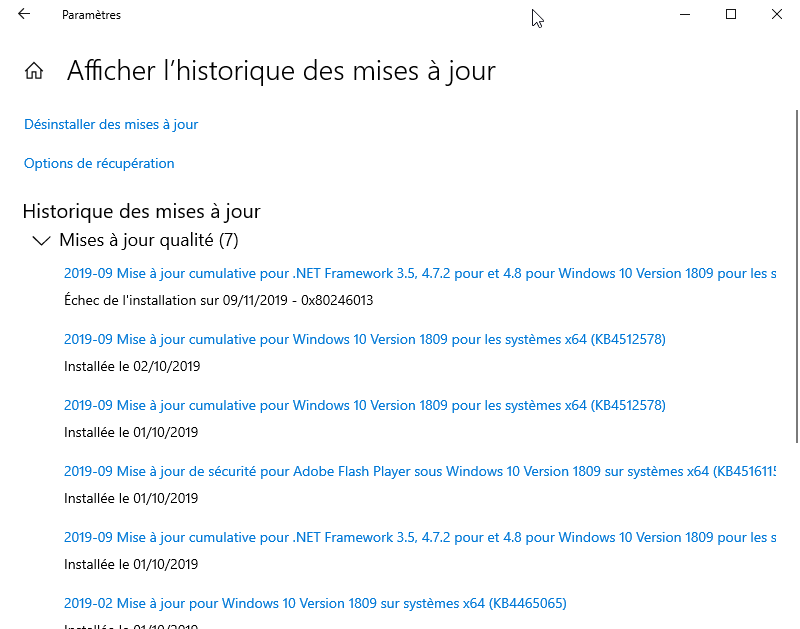 Paramètres
Afficher l’historique des mises à jour
Désinstaller des mises à jour
Options de récupération
Historique des mises à jour
Mises à jour qualité (7)
2019-09 Mise à jour cumulative pour .NET Framework 3.5, 4.7.2 pour et 4.8 pour Windows 10 Version 1809 pour les s
Échec de l'installation sur 09/11/2019 - 0x80246013
2019-09 Mise à jour cumulative pour Windows 10 Version 1809 pour les systèmes x64 (KB4512578)
Installée le 02/10/2019
2019-09 Mise à jour cumulative pour Windows 10 Version 1809 pour les systèmes x64 (KB4512578)
Installée le 01/10/2019
2019-09 Mise à jour de sécurité pour Adobe Flash Player sous Windows 10 Version 1809 sur systèmes x64 (KB4516115
Installée le 01/10/2019
2019-09 Mise à jour cumulative pour .NET Framework 3.5, 4.7.2 pour et 4.8 pour Windows 10 Version 1809 pour les s
Installée le 01/10/2019
2019-02 Mise à jour pour Windows 10 Version 1809 sur systèmes x64 (KB4465065)
Installée le 01/10/2019